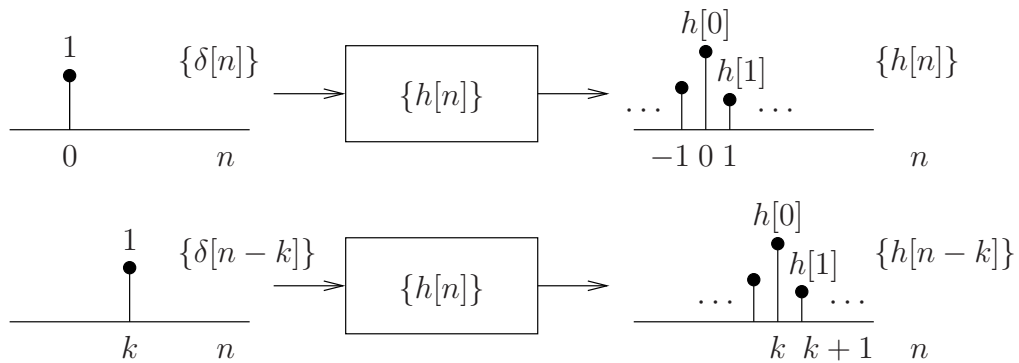 1 {δ[n]} {h[n]} h[0] h[1] {h[n]}
... ...
0 n −1 0 1 n
1 {δ[n − k]} {h[n]} h[0] h[1] {h[n − k]}
... ...
k n k k + 1 n